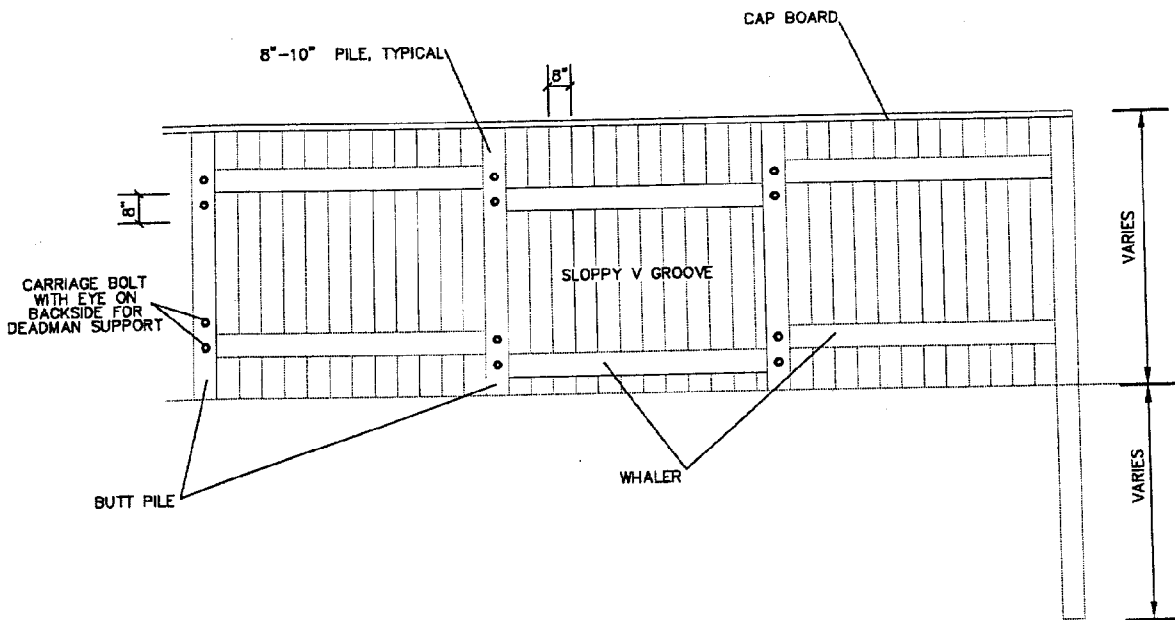 CAP BOARD
8"-10" PILE, TYPICAL
8"
8"
VARIES
SLOPPY V GROOVE
CARRIAGE BOLT
WITH EYE ON
BACKSIDE FOR
DEADMAN SUPPORT
WHALER
BUTT PILE
VARIES